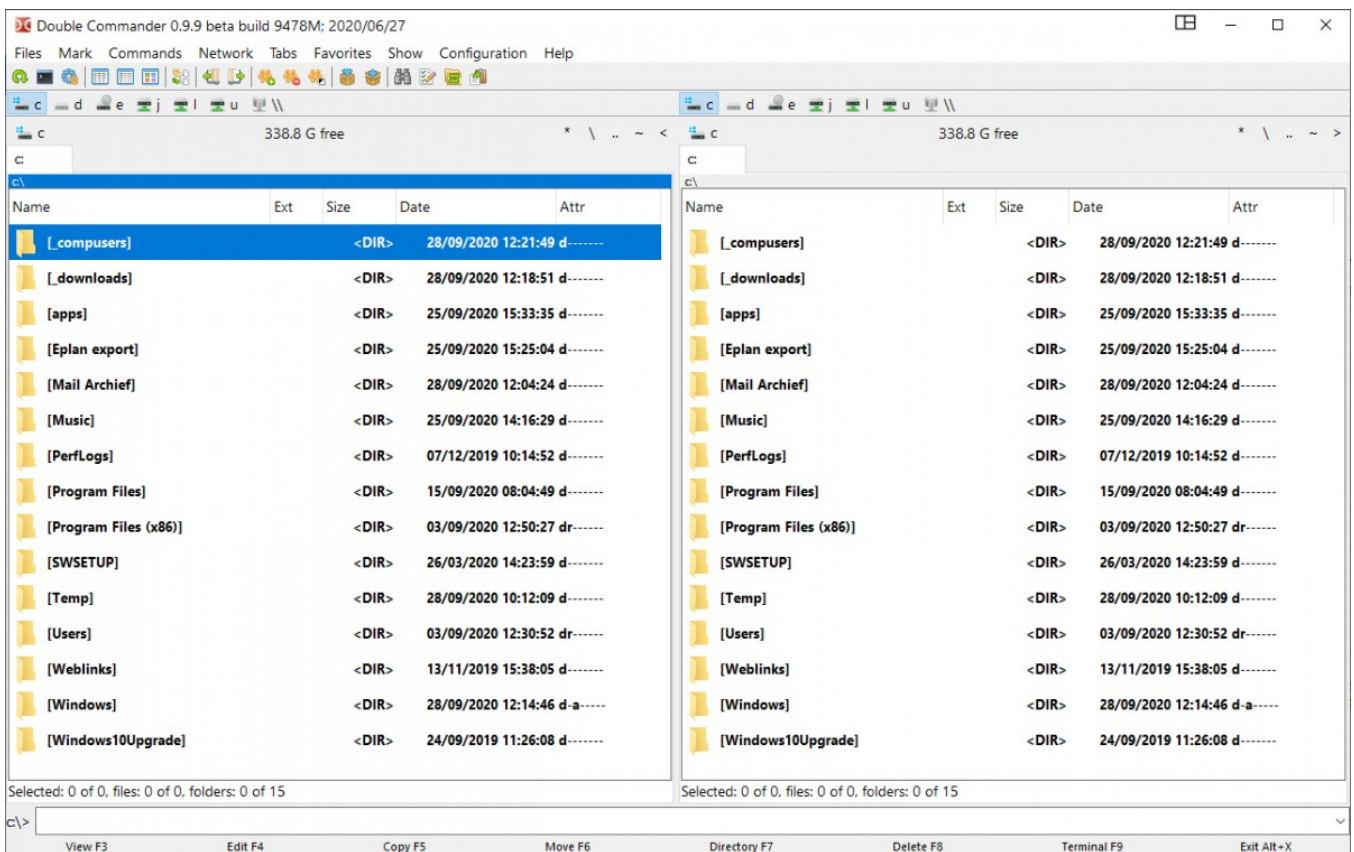 Double Commander 0.9.9 beta build 9478M; 2020/06/27
Files Mark Commands Network Tabs Favorites Show Configuration Help
c d e j l u \\ c d e j l u \\
c 338.8 G free * \ .. ~ < c 338.8 G free * \ .. ~ >
c: c:
c:\ c:\
Name Ext Size Date Attr Name Ext Size Date Attr
[_compusers] <DIR> 28/09/2020 12:21:49 d------- [_compusers] <DIR> 28/09/2020 12:21:49 d-------
[_downloads] <DIR> 28/09/2020 12:18:51 d------- [_downloads] <DIR> 28/09/2020 12:18:51 d-------
[apps] <DIR> 25/09/2020 15:33:35 d------- [apps] <DIR> 25/09/2020 15:33:35 d-------
[Eplan export] <DIR> 25/09/2020 15:25:04 d------- [Eplan export] <DIR> 25/09/2020 15:25:04 d-------
[Mail Archief] <DIR> 28/09/2020 12:04:24 d------- [Mail Archief] <DIR> 28/09/2020 12:04:24 d-------
[Music] <DIR> 25/09/2020 14:16:29 d------- [Music] <DIR> 25/09/2020 14:16:29 d-------
[PerfLogs] <DIR> 07/12/2019 10:14:52 d------- [PerfLogs] <DIR> 07/12/2019 10:14:52 d-------
[Program Files] <DIR> 15/09/2020 08:04:49 d------- [Program Files] <DIR> 15/09/2020 08:04:49 d-------
[Program Files (x86)] <DIR> 03/09/2020 12:50:27 dr------ [Program Files (x86)] <DIR> 03/09/2020 12:50:27 dr------
[SWSETUP] <DIR> 26/03/2020 14:23:59 d------- [SWSETUP] <DIR> 26/03/2020 14:23:59 d-------
[Temp] <DIR> 28/09/2020 10:12:09 d------- [Temp] <DIR> 28/09/2020 10:12:09 d-------
[Users] <DIR> 03/09/2020 12:30:52 dr------ [Users] <DIR> 03/09/2020 12:30:52 dr------
[Weblinks] <DIR> 13/11/2019 15:38:05 d------- [Weblinks] <DIR> 13/11/2019 15:38:05 d-------
[Windows] <DIR> 28/09/2020 12:14:46 d-a----- [Windows] <DIR> 28/09/2020 12:14:46 d-a-----
[Windows10Upgrade] <DIR> 24/09/2019 11:26:08 d------- [Windows10Upgrade] <DIR> 24/09/2019 11:26:08 d-------
Selected: 0 of 0, files: 0 of 0, folders: 0 of 15 Selected: 0 of 0, files: 0 of 0, folders: 0 of 15
c:\>
View F3 Edit F4 Copy F5 Move F6 Directory F7 Delete F8 Terminal F9 Exit Alt+X